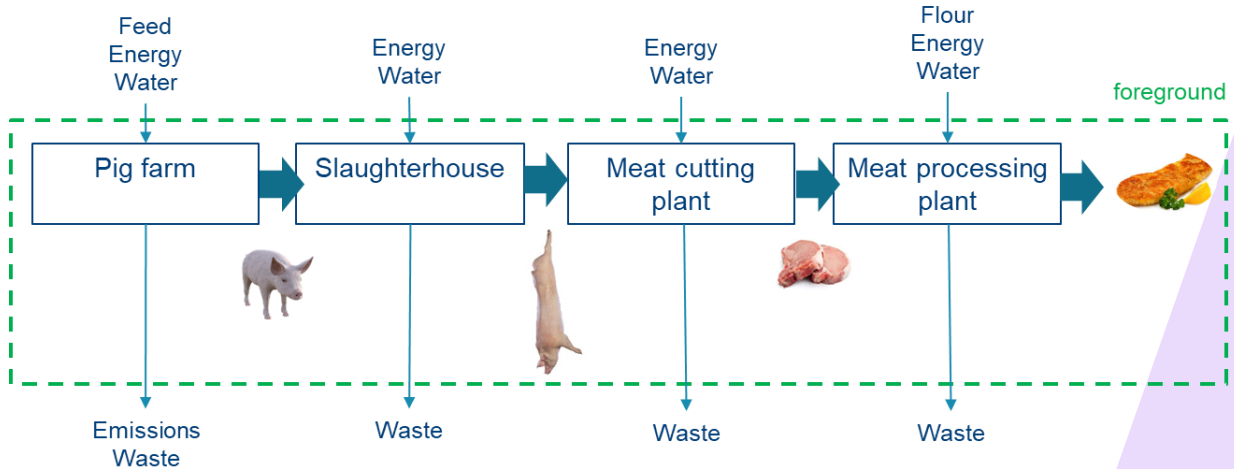 Feed
Energy
Water
Energy
Water
Energy
Water
Flour
Energy
Water
foreground
Pig farm
Slaughterhouse
Meat cutting
plant
Meat processing
plant
Emissions
Waste
Waste
Waste
Waste